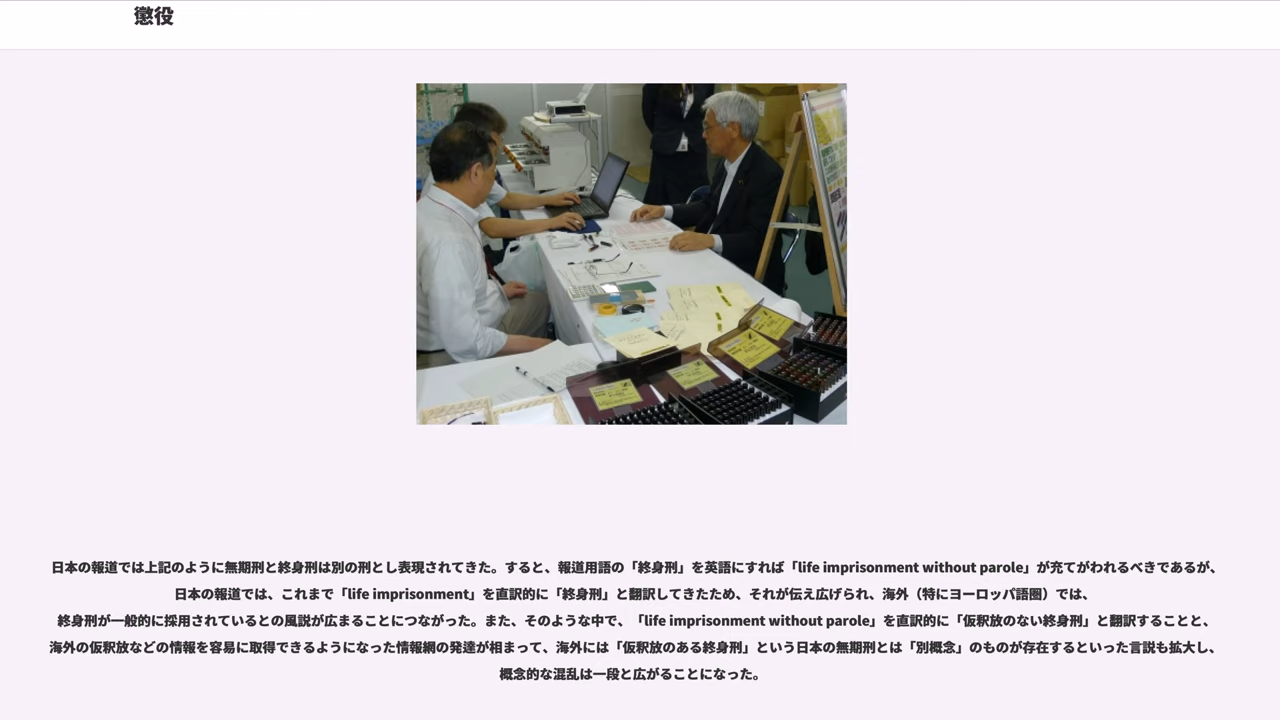 懲役
日本の報道では上記のように無期刑と終身刑は別の刑とし表現されてきた。すると、報道用語の「終身刑」を英語にすれば「life imprisonment without parole」が充てがわれるべきであるが、
日本の報道では、これまで「life imprisonment」を直訳的に「終身刑」と翻訳してきたため、それが伝え広げられ、海外（特にヨーロッパ語圏）では、
終身刑が一般的に採用されているとの風説が広まることにつながった。また、そのような中で、「life imprisonment without parole」を直訳的に「仮釈放のない終身刑」と翻訳することと、
海外の仮釈放などの情報を容易に取得できるようになった情報網の発達が相まって、海外には「仮釈放のある終身刑」という日本の無期刑とは「別概念」のものが存在するといった言説も拡大し、
概念的な混乱は一段と広がることになった。